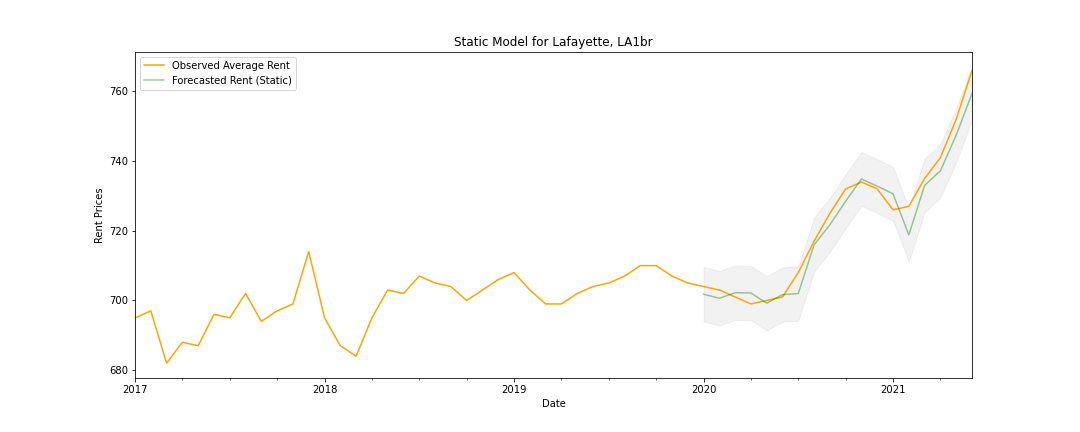 Static Model for Lafayette, LA1br
Observed Average Rent
Forecasted Rent (Static)
760
740
720
700
680
Rent Prices
2017 2018 2019 2020 2021
Date